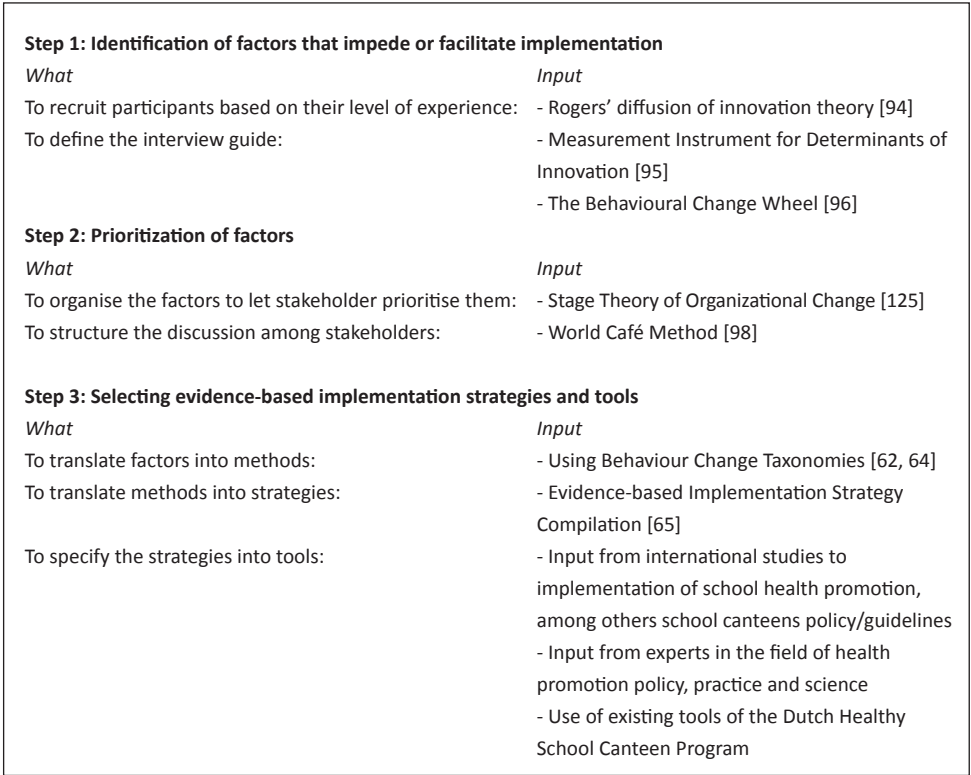 Step 1: Identification of factors that impede or facilitate implementation
What Input
To recruit participants based on their level of experience: - Rogers’ diffusion of innovation theory [94]
To define the interview guide: - Measurement Instrument for Determinants of
Innovation [95]
- The Behavioural Change Wheel [96]
Step 2: Prioritization of factors
What Input
To organise the factors to let stakeholder prioritise them: - Stage Theory of Organizational Change [125]
To structure the discussion among stakeholders: - World Café Method [98]
Step 3: Selecting evidence-based implementation strategies and tools
What Input
To translate factors into methods: - Using Behaviour Change Taxonomies [62, 64]
To translate methods into strategies: - Evidence-based Implementation Strategy
Compilation [65]
To specify the strategies into tools: - Input from international studies to
implementation of school health promotion,
among others school canteens policy/guidelines
- Input from experts in the field of health
promotion policy, practice and science
- Use of existing tools of the Dutch Healthy
School Canteen Program